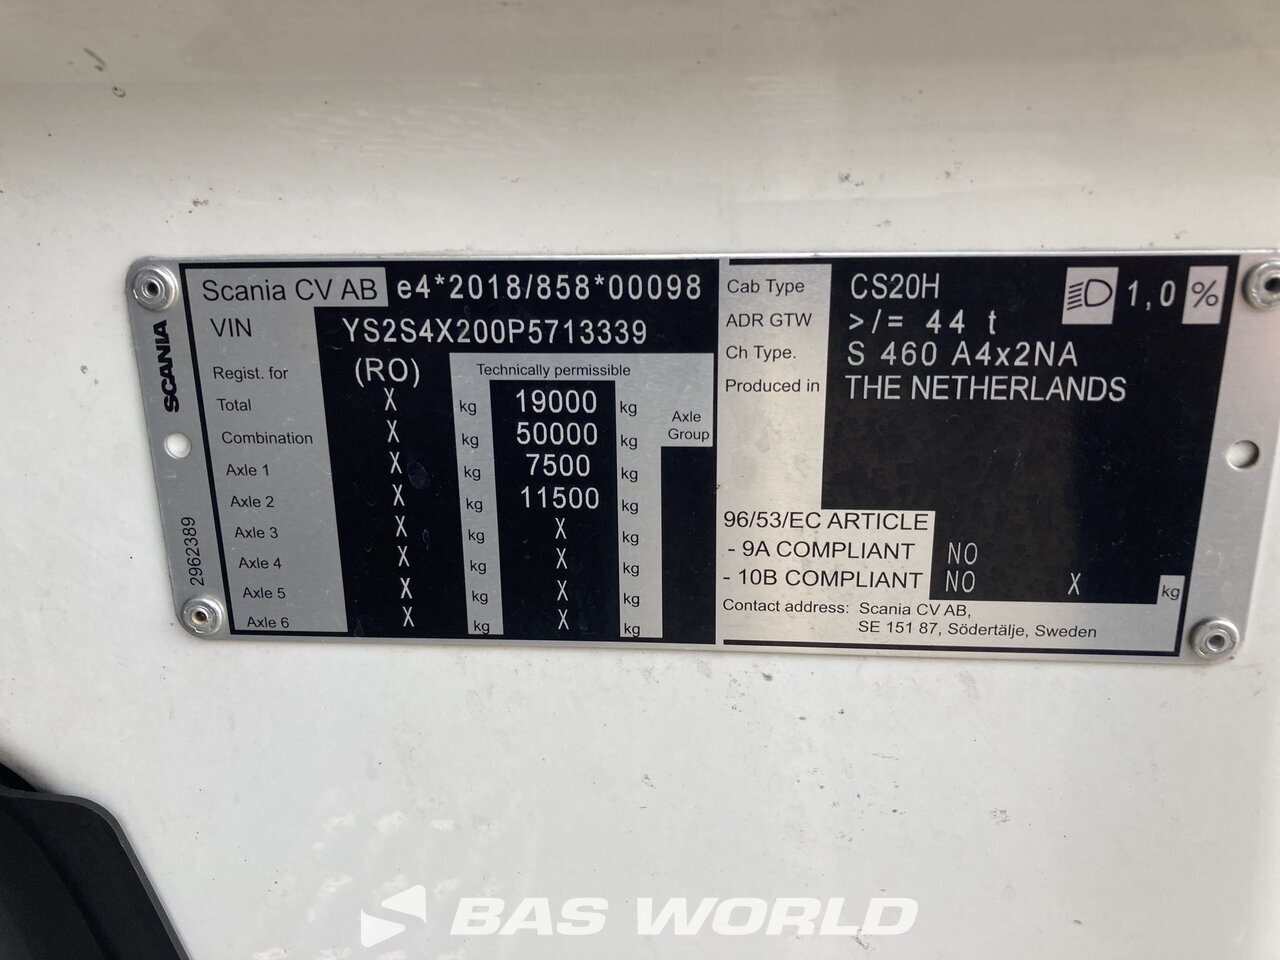 Scania CV AB e4*2018/858*00098
VIN YS2S4X200P5713339
Regist. for (RO) Technically permissible
Total X kg 19000 kg Axle Group
Combination X kg 50000 kg
Axle 1 X kg 7500 kg
Axle 2 X kg 11500 kg
Axle 3 X kg X kg
Axle 4 X kg X kg
Axle 5 X kg X kg
Axle 6 X kg X kg
SCANIA
2962389
Cab Type CS20H 1,0 %
ADR GTW >/= 44 t
Ch Type. S 460 A4x2NA
Produced in THE NETHERLANDS
96/53/EC ARTICLE
- 9A COMPLIANT NO
- 10B COMPLIANT NO X kg
Contact address: Scania CV AB,
SE 151 87, Södertälje, Sweden
BAS WORLD